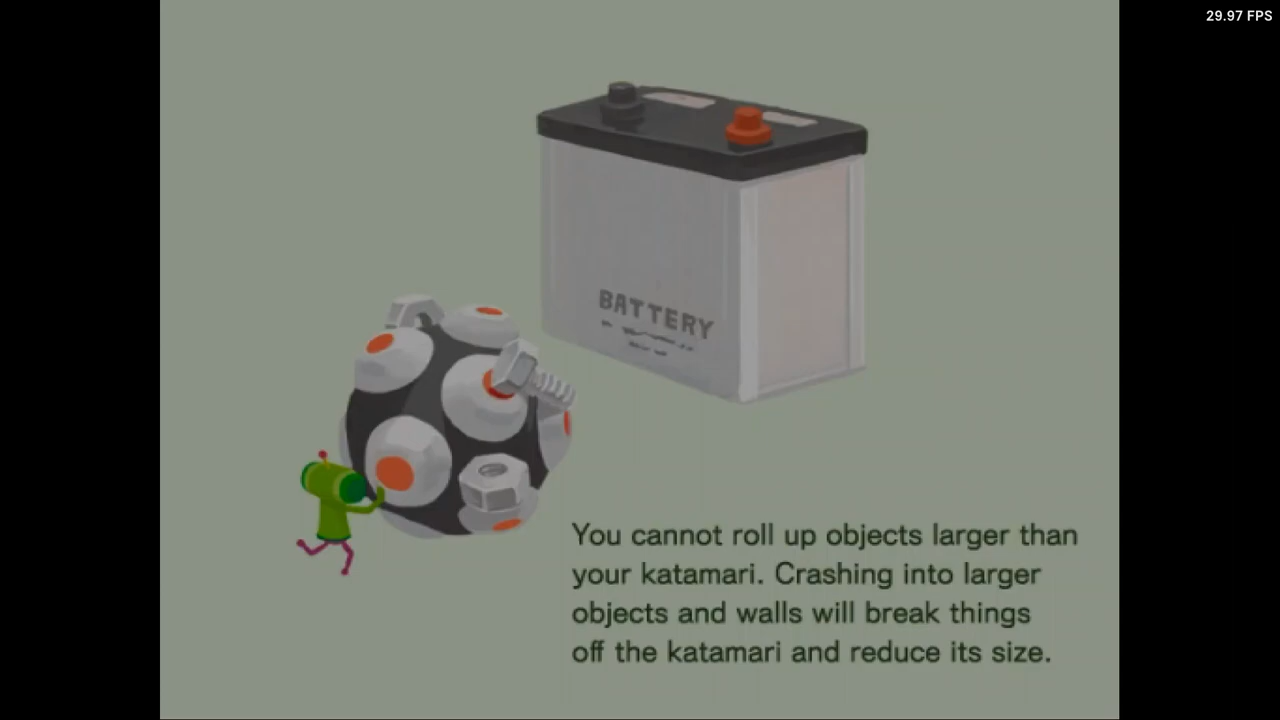 29.97 FPS
BATTERY
You cannot roll up objects larger than
your katamari. Crashing into larger
objects and walls will break things
off the katamari and reduce its size.